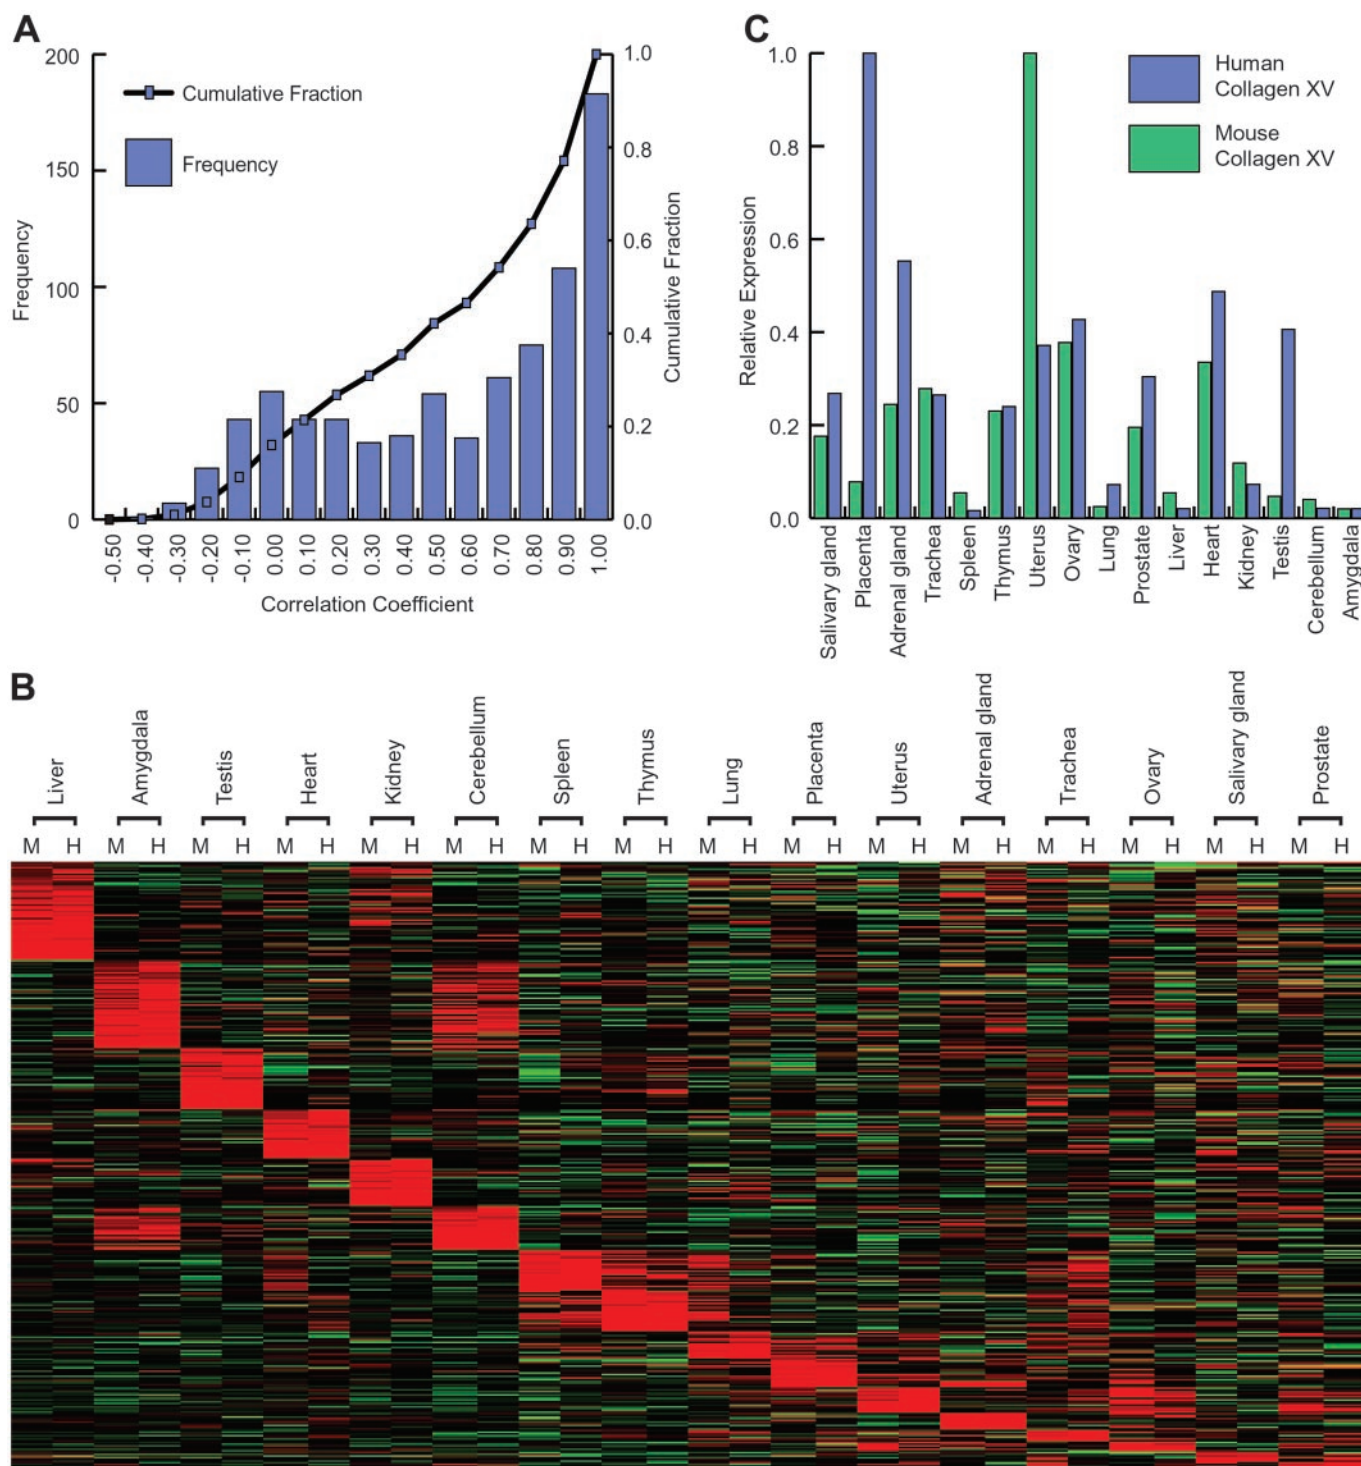 A
200
150
100
50
0
Frequency
Cumulative Fraction
Frequency
1.0
0.8
0.6
0.4
0.2
0.0
Cumulative Fraction
-0.50
-0.40
-0.30
-0.20
-0.10
0.00
0.10
0.20
0.30
0.40
0.50
0.60
0.70
0.80
0.90
1.00
Correlation Coefficient
C
1.0
0.8
0.6
0.4
0.2
0.0
Relative Expression
Human
Collagen XV
Mouse
Collagen XV
Salivary gland
Placenta
Adrenal gland
Trachea
Spleen
Thymus
Uterus
Ovary
Lung
Prostate
Liver
Heart
Kidney
Testis
Cerebellum
Amygdala
B
Liver
Amygdala
Testis
Heart
Kidney
Cerebellum
Spleen
Thymus
Lung
Placenta
Uterus
Adrenal gland
Trachea
Ovary
Salivary gland
Prostate
M H M H M H M H M H M H M H M H M H M H M H M H M H M H M H M H